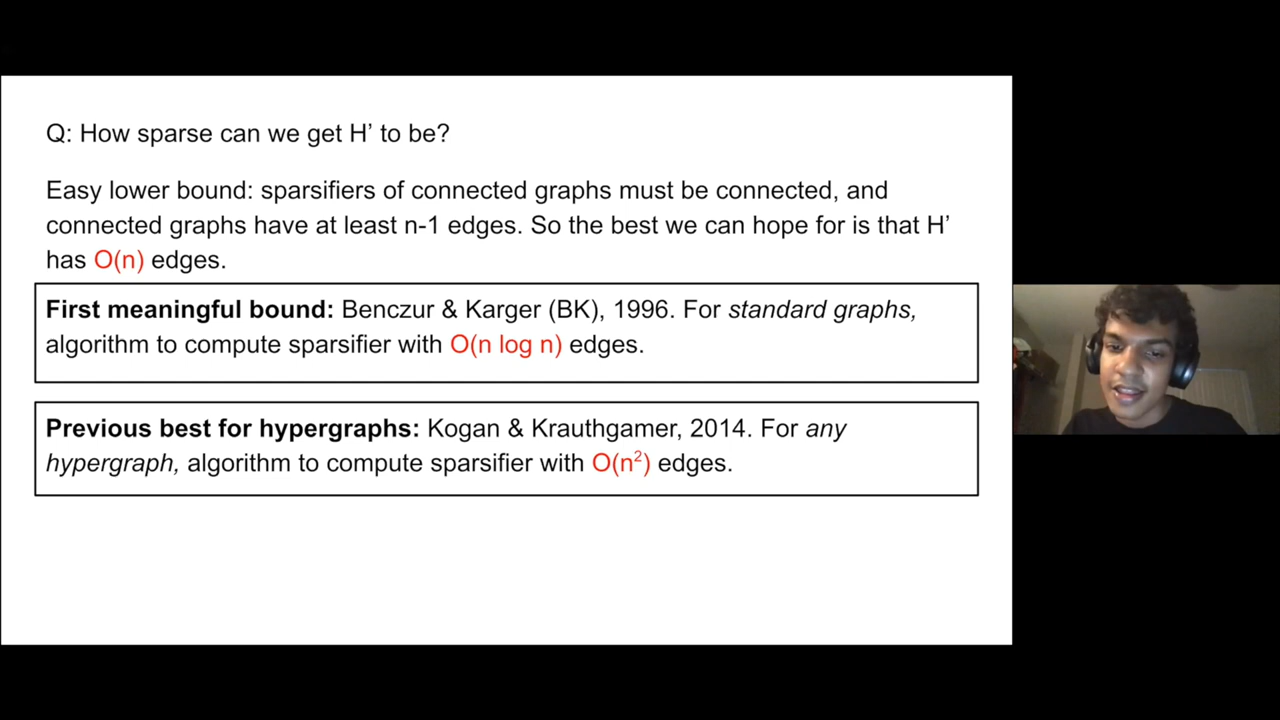 Q: How sparse can we get H’ to be?
Easy lower bound: sparsifiers of connected graphs must be connected, and
connected graphs have at least n-1 edges. So the best we can hope for is that H’
has O(n) edges.
First meaningful bound: Benczur & Karger (BK), 1996. For standard graphs,
algorithm to compute sparsifier with O(n log n) edges.
Previous best for hypergraphs: Kogan & Krauthgamer, 2014. For any
hypergraph, algorithm to compute sparsifier with O(n²) edges.